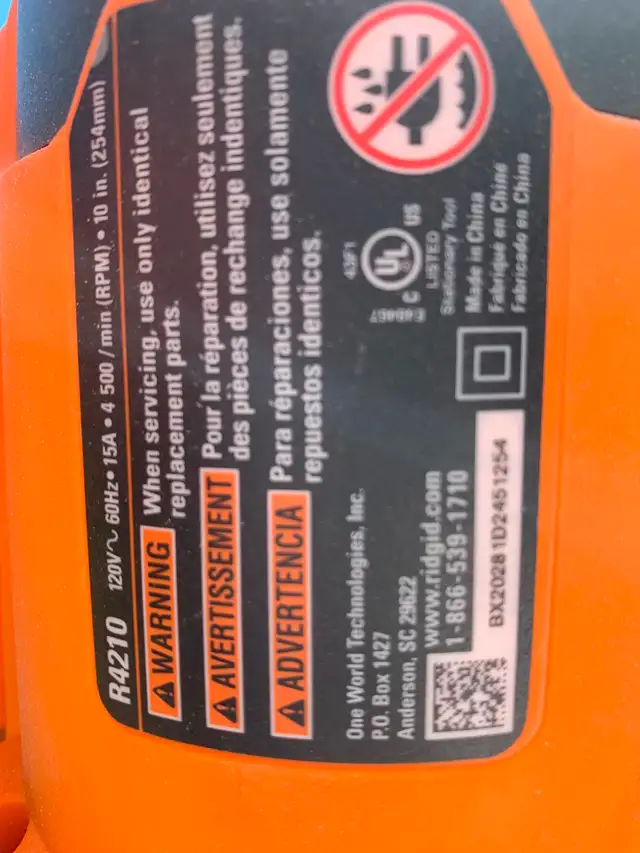 R4210 120V 60Hz • 15A • 4 500 / min (RPM) • 10 in. (254mm)
WARNING When servicing, use only identical
replacement parts.
AVERTISSEMENT Pour la réparation, utilisez seulement
des pièces de rechange indentiques.
ADVERTENCIA Para réparaciones, use solamente
repuestos identicos.
One World Technologies, Inc.
P.O. Box 1427
Anderson, SC 29622
www.ridgid.com
1-866-539-1710
BX20281D2451254
43F1
C UL US
LISTED
Stationary Tool
Made in China
Fabriqué en Chine
Fabricado en China